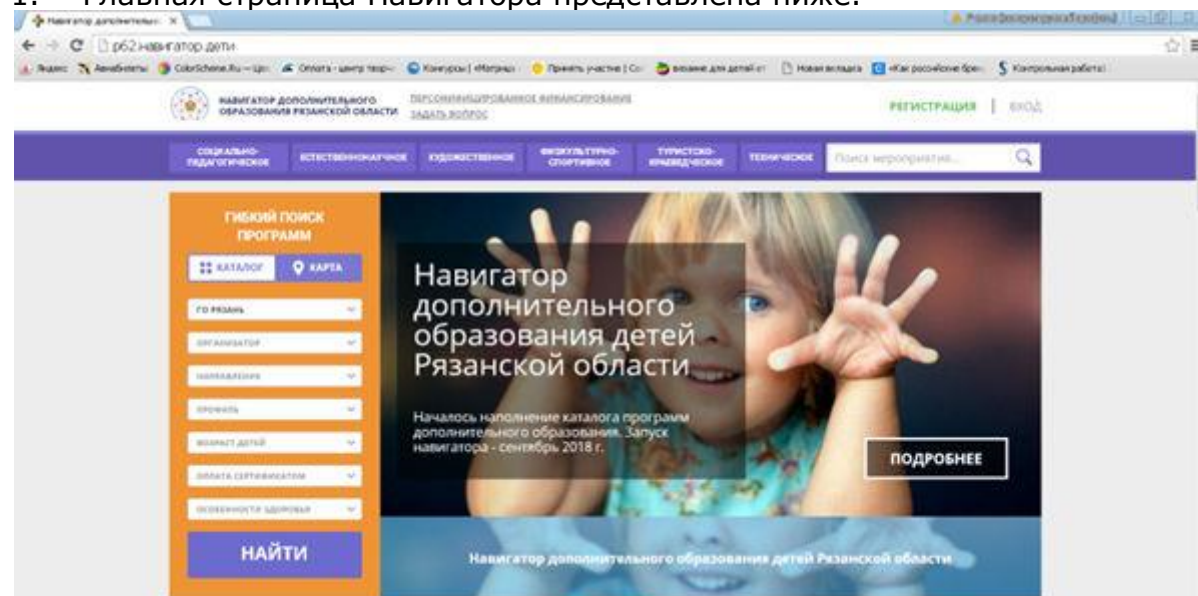 1. Главная страница Навигатора представлена ниже.
р62.навигатор.дети
НАВИГАТОР ДОПОЛНИТЕЛЬНОГО
ОБРАЗОВАНИЯ РЯЗАНСКОЙ ОБЛАСТИ
ПЕРСОНИФИЦИРОВАННОЕ ФИНАНСИРОВАНИЕ
ЗАДАТЬ ВОПРОС
РЕГИСТРАЦИЯ | ВХОД
СОЦИАЛЬНО-
ПЕДАГОГИЧЕСКОЕ
ЕСТЕСТВЕННОНАУЧНОЕ
ХУДОЖЕСТВЕННОЕ
ФИЗКУЛЬТУРНО-
СПОРТИВНОЕ
ТУРИСТСКО-
КРАЕВЕДЧЕСКОЕ
ТЕХНИЧЕСКОЕ
Поиск мероприятия...
ГИБКИЙ ПОИСК
ПРОГРАММ
КАТАЛОГ
КАРТА
ГО РЯЗАНЬ
ОРГАНИЗАТОР
НАПРАВЛЕНИЕ
ПРОФИЛЬ
ВОЗРАСТ ДЕТЕЙ
ОПЛАТА СЕРТИФИКАТОМ
ОСОБЕННОСТИ ЗДОРОВЬЯ
НАЙТИ
Навигатор
дополнительного
образования детей
Рязанской области
Началось наполнение каталога программ
дополнительного образования. Запуск
навигатора - сентябрь 2018 г.
ПОДРОБНЕЕ
Навигатор дополнительного образования детей Рязанской области